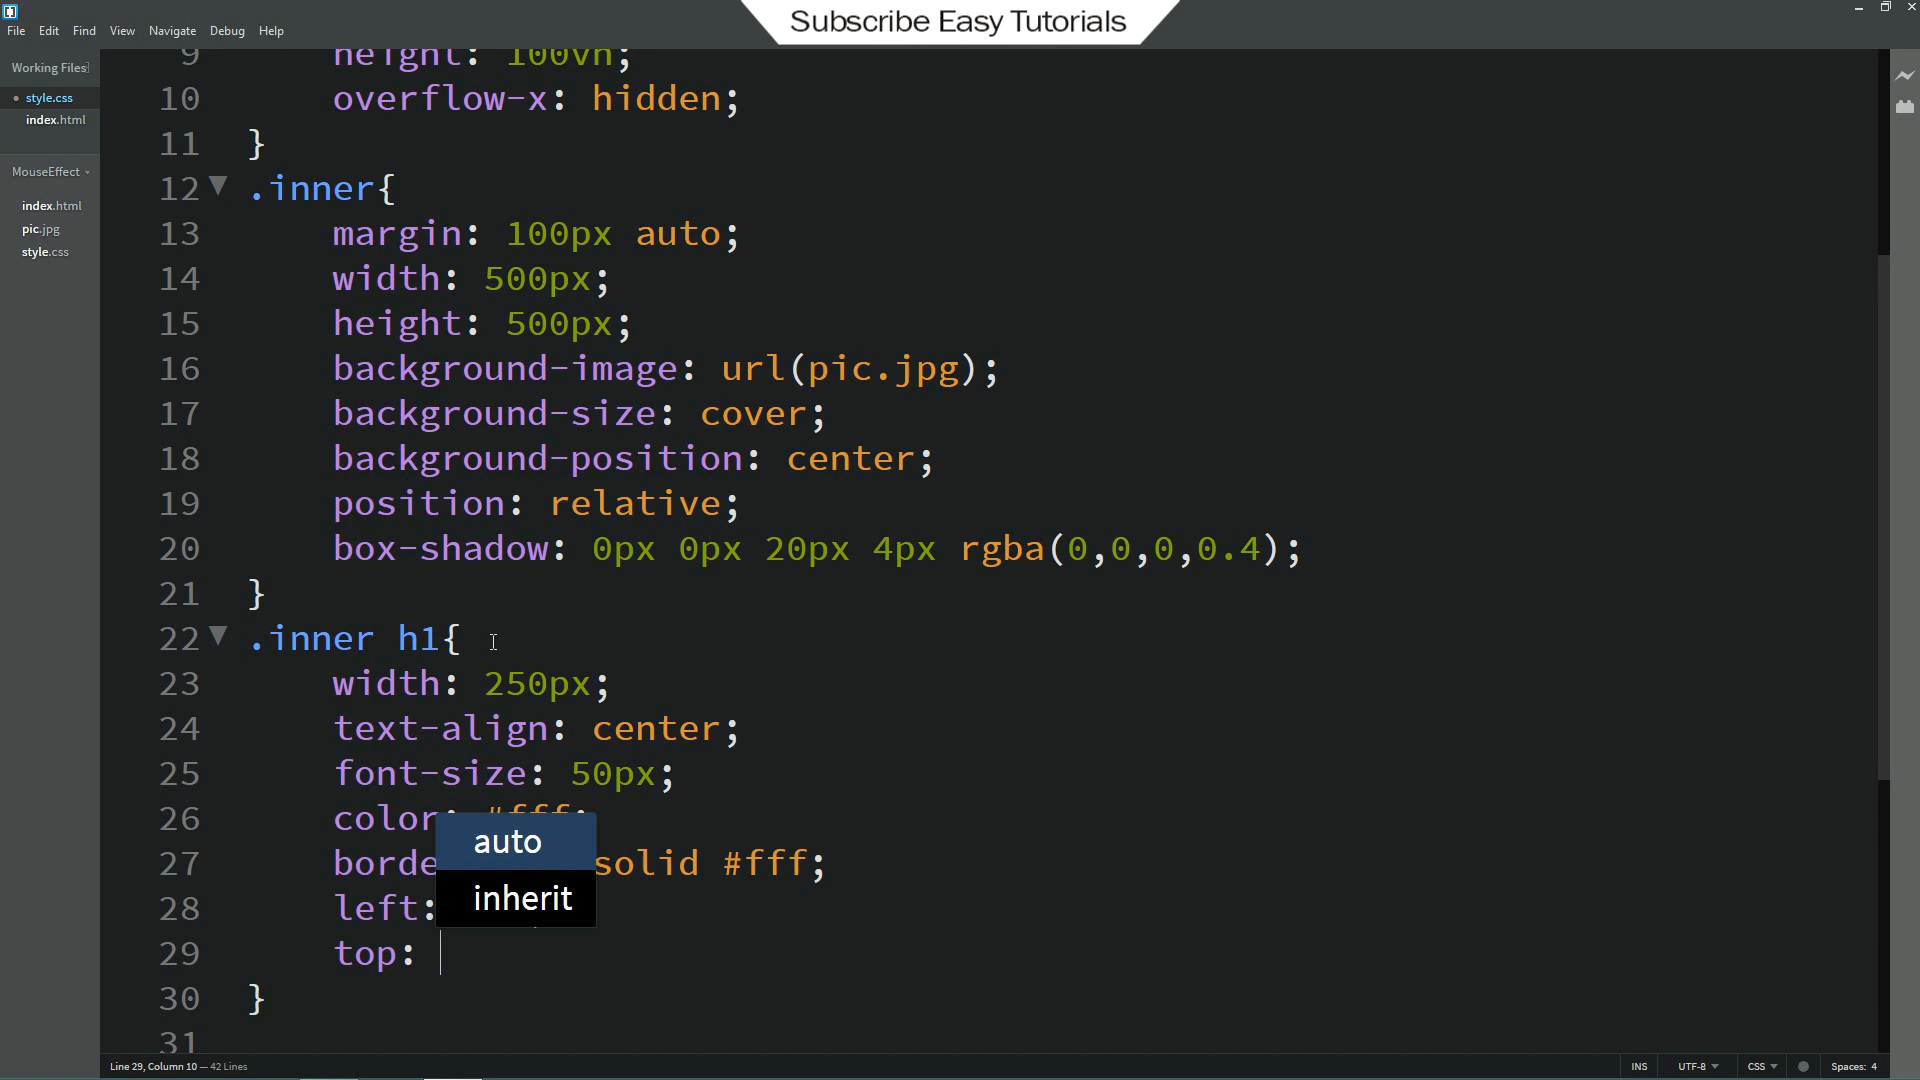 Subscribe Easy Tutorials
File Edit Find View Navigate Debug Help
Working Files
style.css
index.html
MouseEffect
index.html
pic.jpg
style.css
9 height: 100vh;
10 overflow-x: hidden;
11 }
12 .inner{
13 margin: 100px auto;
14 width: 500px;
15 height: 500px;
16 background-image: url(pic.jpg);
17 background-size: cover;
18 background-position: center;
19 position: relative;
20 box-shadow: 0px 0px 20px 4px rgba(0,0,0,0.4);
21 }
22 .inner h1{
23 width: 250px;
24 text-align: center;
25 font-size: 50px;
26 color: #fff;
auto
27 borde solid #fff;
inherit
28 left:
29 top:
30 }
31
Line 29, Column 10 — 42 Lines
INS UTF-8 CSS Spaces: 4